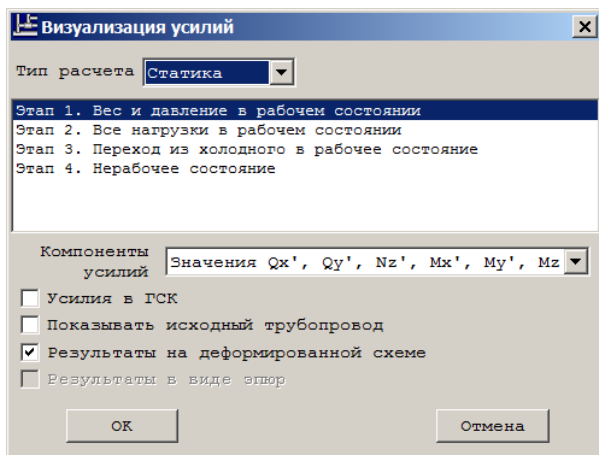 Визуализация усилий
Тип расчета Статика
Этап 1. Вес и давление в рабочем состоянии
Этап 2. Все нагрузки в рабочем состоянии
Этап 3. Переход из холодного в рабочее состояние
Этап 4. Нерабочее состояние
Компоненты
усилий
Значения Qx', Qy', Nz', Mx', My', Mz
Усилия в ГСК
Показывать исходный трубопровод
Результаты на деформированной схеме
Результаты в виде эпюр
ОК Отмена